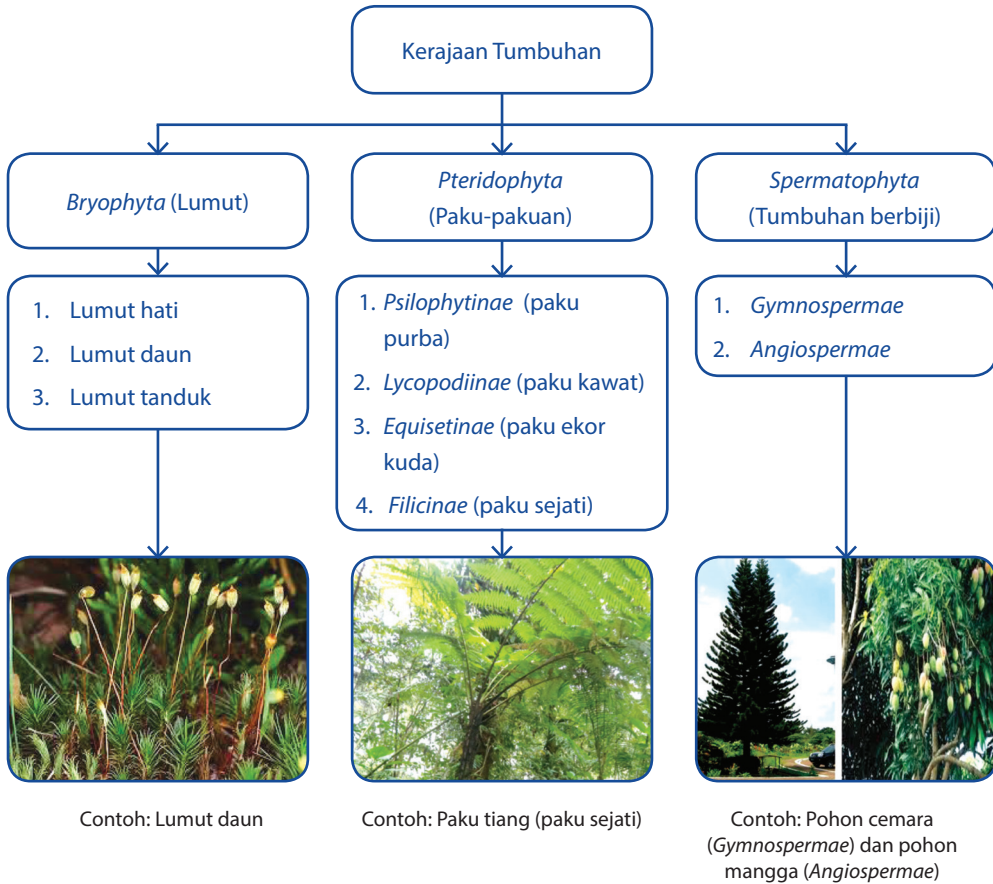 Kerajaan Tumbuhan
Bryophyta (Lumut)
Pteridophyta
(Paku-pakuan)
Spermatophyta
(Tumbuhan berbiji)
1. Lumut hati
2. Lumut daun
3. Lumut tanduk
1. Psilophytinae (paku
purba)
2. Lycopodiinae (paku kawat)
3. Equisetinae (paku ekor
kuda)
4. Filicinae (paku sejati)
1. Gymnospermae
2. Angiospermae
Contoh: Lumut daun
Contoh: Paku tiang (paku sejati)
Contoh: Pohon cemara
(Gymnospermae) dan pohon
mangga (Angiospermae)